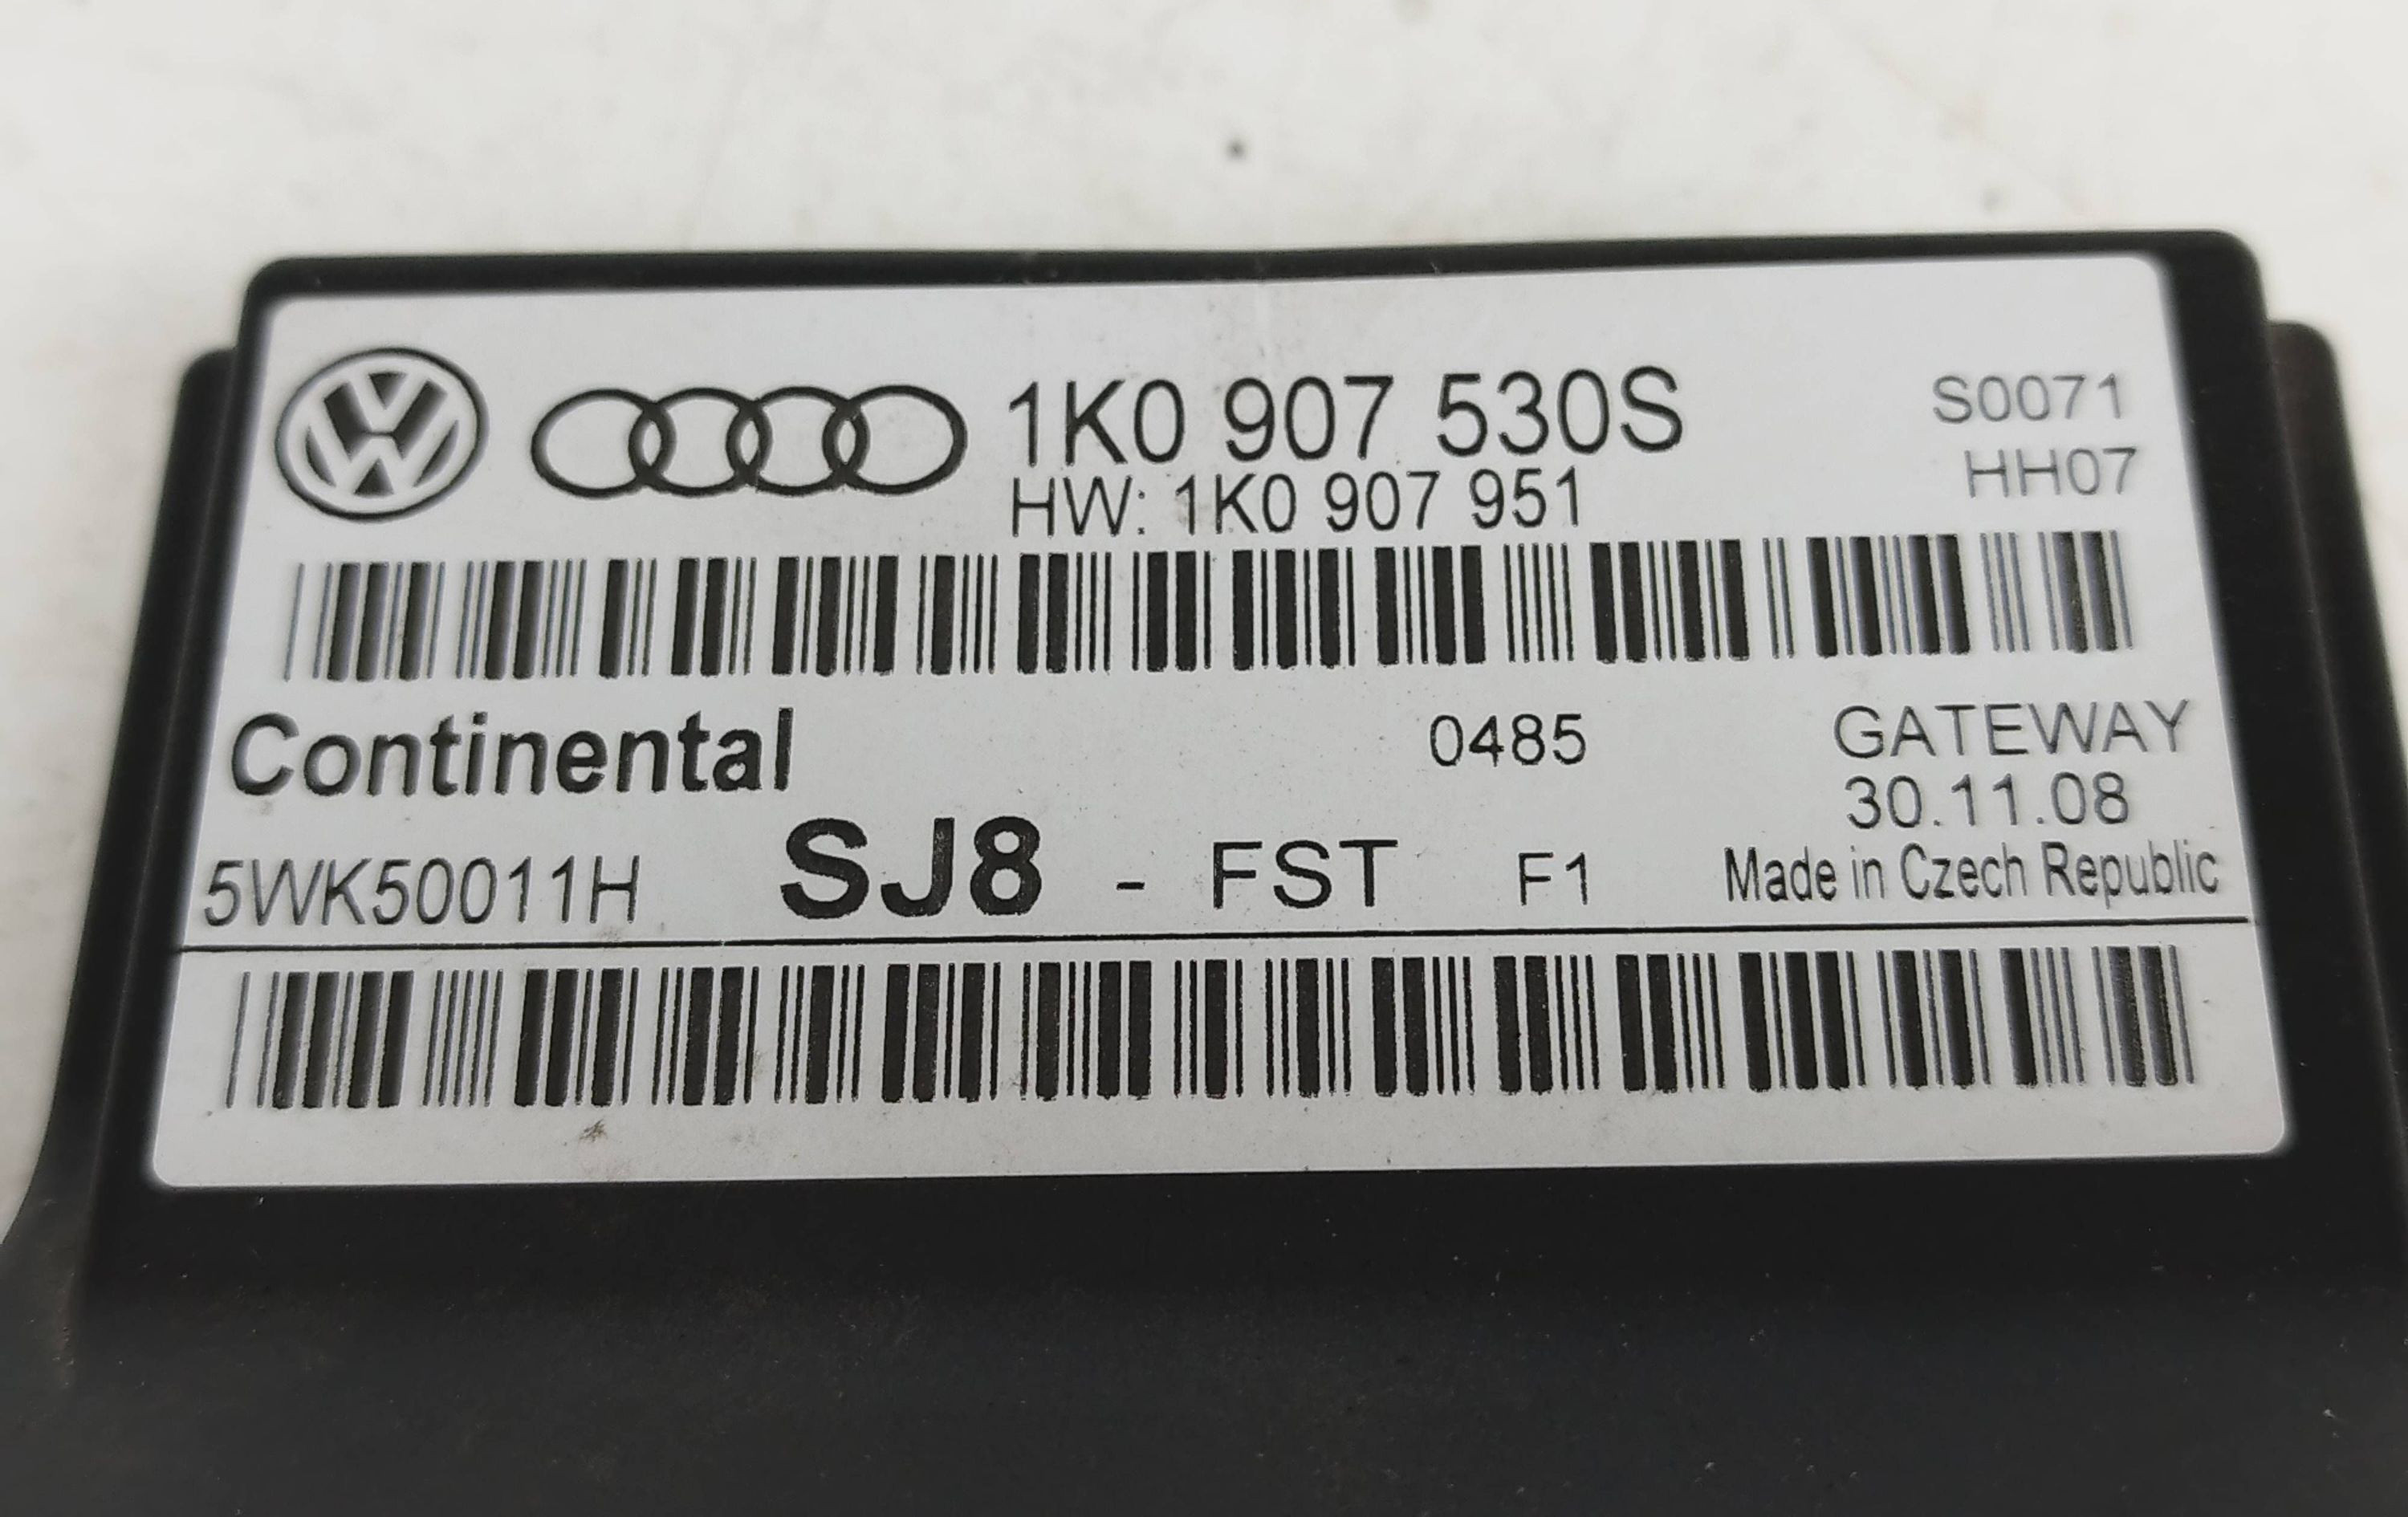 1K0 907 530S
HW: 1K0 907 951
S0071
HH07
Continental
0485
GATEWAY
30.11.08
5WK50011H
SJ8 - FST F1
Made in Czech Republic